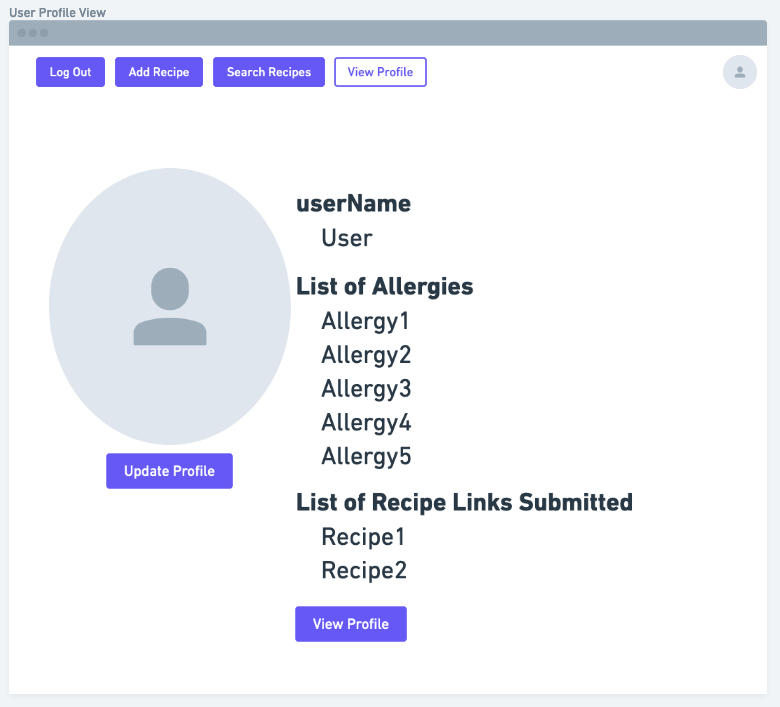 User Profile View
Log Out Add Recipe Search Recipes View Profile
userName
User
List of Allergies
Allergy1
Allergy2
Allergy3
Allergy4
Allergy5
Update Profile
List of Recipe Links Submitted
Recipe1
Recipe2
View Profile